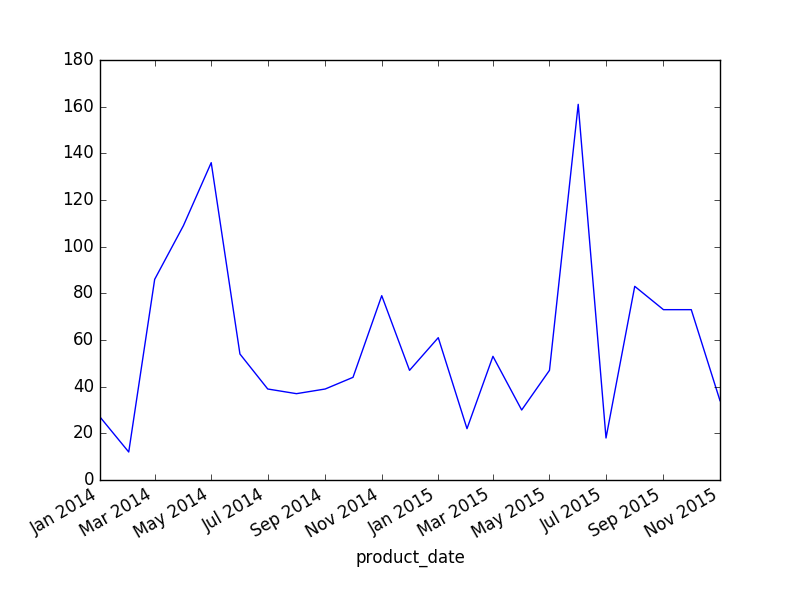 180
160
140
120
100
80
60
40
20
0
Jan 2014
Mar 2014
May 2014
Jul 2014
Sep 2014
Nov 2014
Jan 2015
Mar 2015
May 2015
Jul 2015
Sep 2015
Nov 2015
product_date